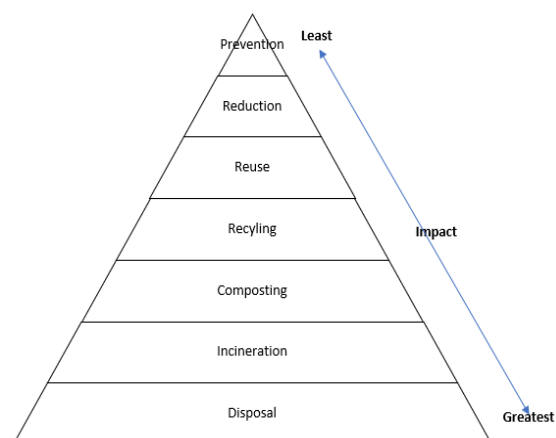 Least
Prevention
Reduction
Reuse
Recyling
Impact
Composting
Incineration
Disposal
Greatest